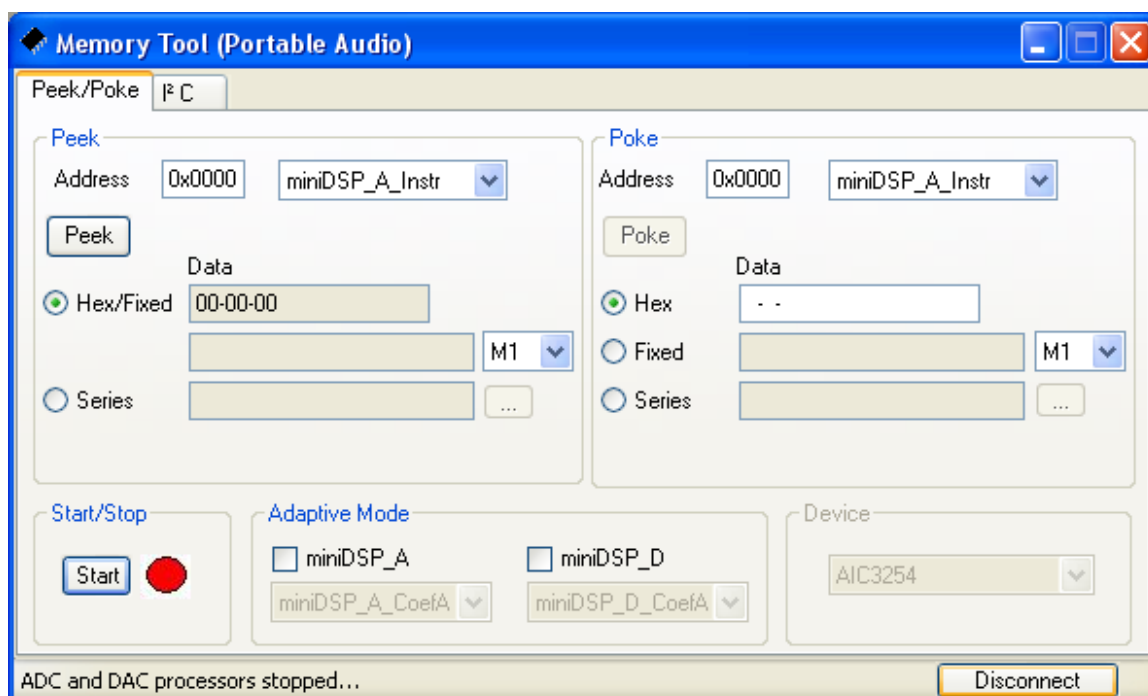 Memory Tool (Portable Audio)
Peek/Poke I² C
Peek
Address 0x0000 miniDSP_A_Instr
Peek
Data
Hex/Fixed 00-00-00
M1
Series ...
Poke
Address 0x0000 miniDSP_A_Instr
Poke
Data
Hex - -
Fixed M1
Series ...
Start/Stop
Start
Adaptive Mode
miniDSP_A miniDSP_D
miniDSP_A_CoefA miniDSP_D_CoefA
Device
AIC3254
ADC and DAC processors stopped... Disconnect